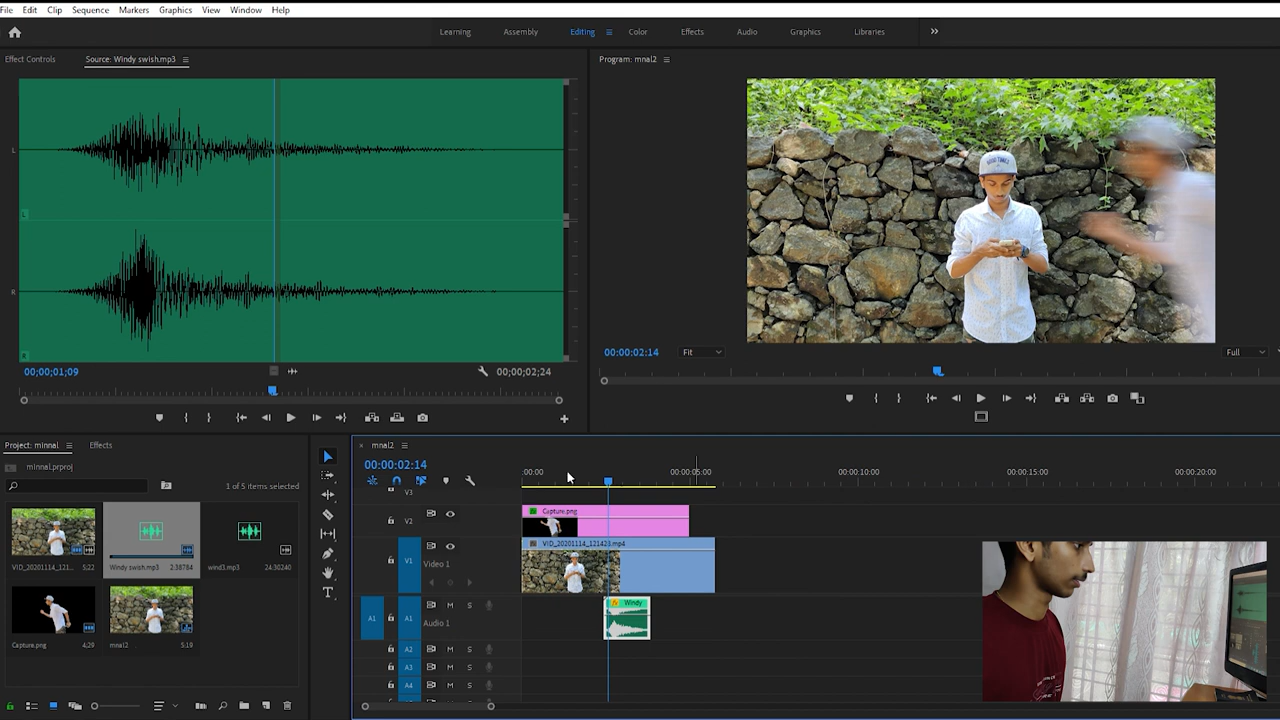 File Edit Clip Sequence Markers Graphics View Window Help
Learning Assembly Editing Color Effects Audio Graphics Libraries
Effect Controls Source: Windy swish.mp3 Program: mnal2
L
L
R
R
00;00;01;09 00;00;02;24
00:00:02:14 Fit Full
Project: minnal Effects
minnal.prproj
1 of 5 items selected
VID_20201114_121... 5;22 Windy swish.mp3 2:38784 wind3.mp3 24:30240
Capture.png 4;29 mnal2 5;19
mnal2
00:00:02:14
:00:00 00:00:05:00 00:00:10:00 00:00:15:00 00:00:20:00
V3
V2 Capture.png
V1 Video 1 VID_20201114_121423.mp4
A1 A1 M S Windy
Audio 1
A2 M S
A3 M S
A4 M S